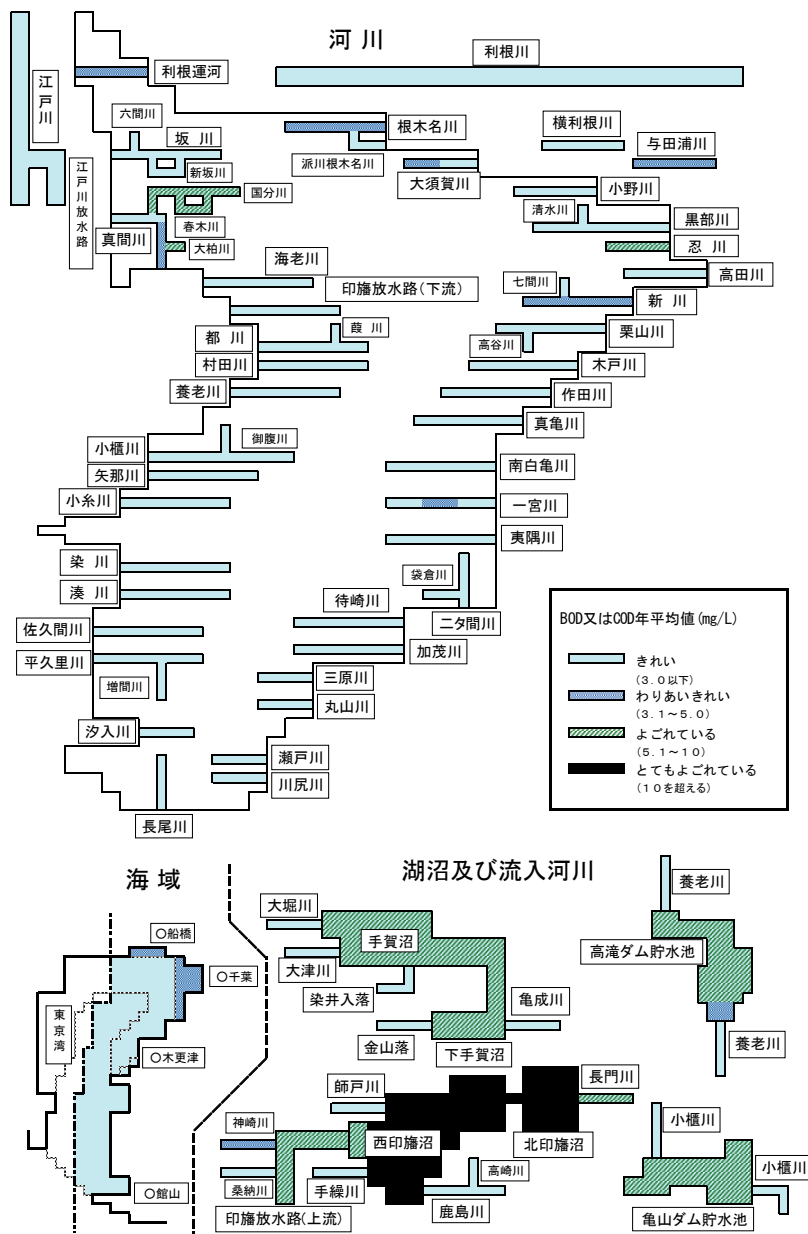 河 川
利根川
江戸川
利根運河
六間川
坂 川
新坂川
江戸川放水路
国分川
春木川
真間川
大柏川
根木名川
派川根木名川
大須賀川
横利根川
与田浦川
小野川
清水川
黒部川
忍 川
高田川
七間川
新 川
海老川
印旛放水路(下流)
都 川
葭 川
村田川
養老川
栗山川
高谷川
木戸川
作田川
真亀川
小櫃川
御腹川
矢那川
小糸川
南白亀川
一宮川
夷隅川
染 川
湊 川
袋倉川
二タ間川
待崎川
佐久間川
加茂川
平久里川
増間川
三原川
丸山川
汐入川
瀬戸川
川尻川
長尾川
BOD又はCOD年平均値(mg/L)
きれい
(3.0以下)
わりあいきれい
(3.1~5.0)
よごれている
(5.1~10)
とてもよごれている
(10を超える)
海 域
○船橋
○千葉
東京湾
○木更津
○館山
湖沼及び流入河川
大堀川
手賀沼
大津川
染井入落
亀成川
金山落
下手賀沼
養老川
高滝ダム貯水池
養老川
師戸川
長門川
神崎川
西印旛沼
北印旛沼
桑納川
手繰川
高崎川
印旛放水路(上流)
鹿島川
小櫃川
小櫃川
亀山ダム貯水池